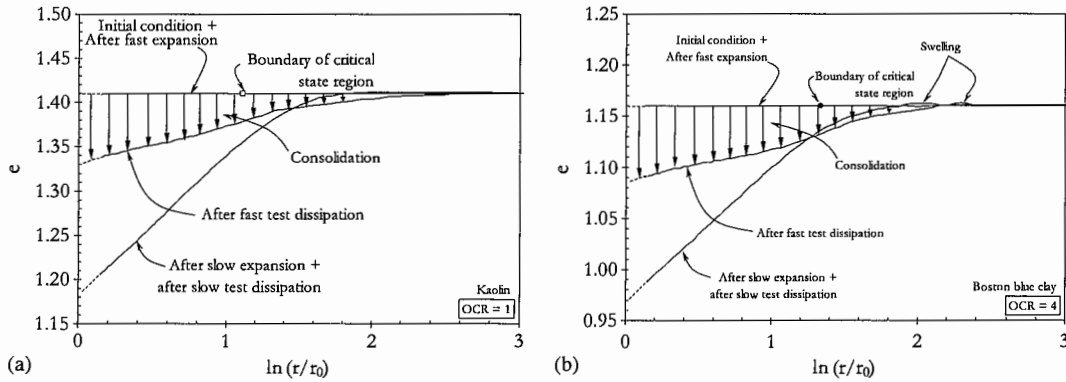 1.50
1.45
1.40
1.35
1.30
1.25
1.20
1.15
e
Initial condition +
After fast expansion
Boundary of critical
state region
Consolidation
After fast test dissipation
After slow expansion +
after slow test dissipation
Kaolin
OCR = 1
0
1
2
3
ln (r/r0)
(a)
1.25
1.20
1.15
1.10
1.05
1.00
0.95
e
Initial condition +
After fast expansion
Swelling
Boundary of critical
state region
Consolidation
After fast test dissipation
After slow expansion +
after slow test dissipation
Boston blue clay
OCR = 4
0
1
2
3
ln (r/r0)
(b)